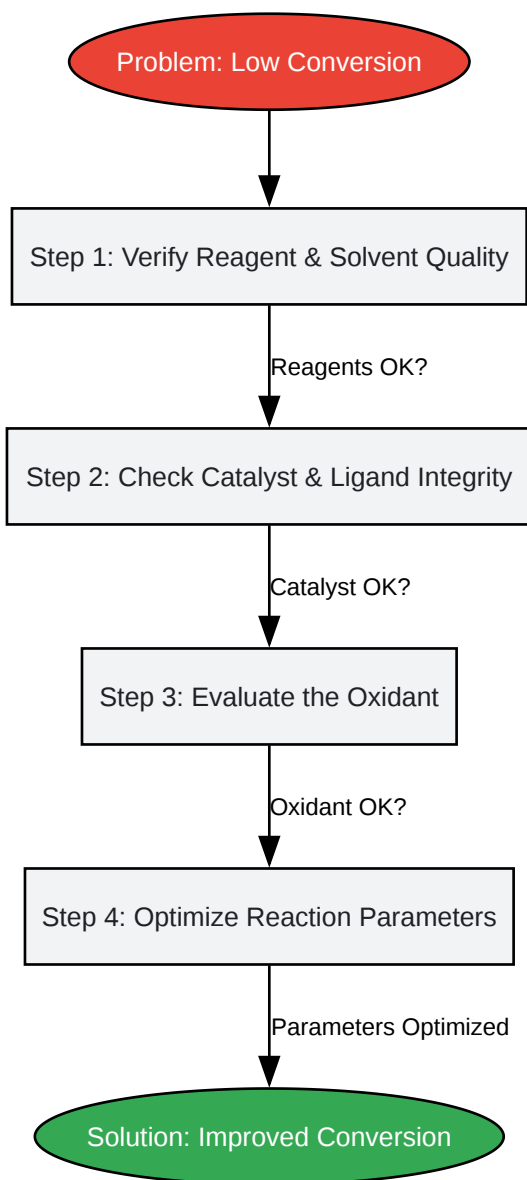 Problem: Low Conversion
Step 1: Verify Reagent & Solvent Quality
Reagents OK?
Step 2: Check Catalyst & Ligand Integrity
Catalyst OK?
Step 3: Evaluate the Oxidant
Oxidant OK?
Step 4: Optimize Reaction Parameters
Parameters Optimized
Solution: Improved Conversion